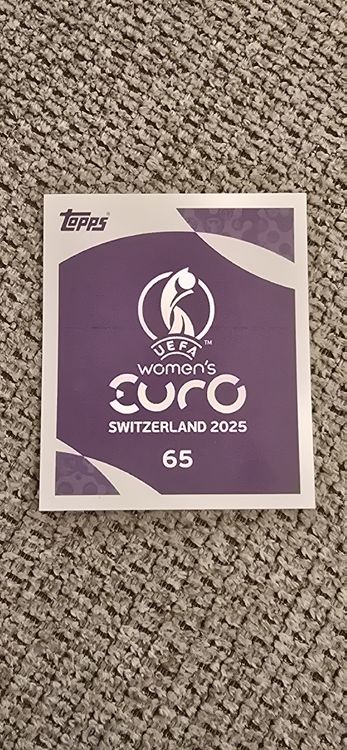 topps
UEFA
women's
EURO
SWITZERLAND 2025
65